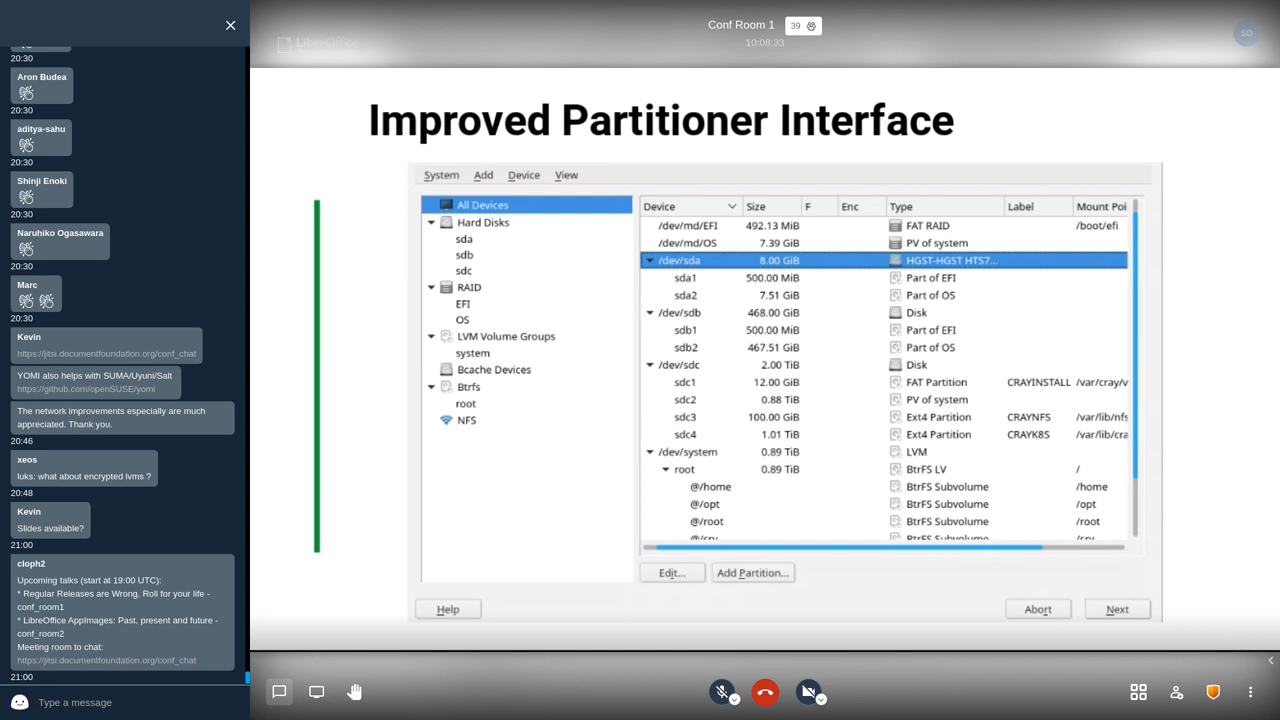 20:30
Aron Budea
20:30
aditya-sahu
20:30
Shinji Enoki
20:30
Naruhiko Ogasawara
20:30
Marc
20:30
Kevin
https://jitsi.documentfoundation.org/conf_chat
YOMI also helps with SUMA/Uyuni/Salt
https://github.com/openSUSE/yomi
The network improvements especially are much
appreciated. Thank you.
20:46
xeos
luks: what about encrypted lvms ?
20:48
Kevin
Slides available?
21:00
cloph2
Upcoming talks (start at 19:00 UTC):
* Regular Releases are Wrong, Roll for your life -
conf_room1
* LibreOffice AppImages: Past, present and future -
conf_room2
Meeting room to chat:
https://jitsi.documentfoundation.org/conf_chat
21:00
Type a message
LibreOffice
Conf Room 1
39
10:08:33
SD
Improved Partitioner Interface
System Add Device View
All Devices
Hard Disks
sda
sdb
sdc
RAID
EFI
OS
LVM Volume Groups
system
Bcache Devices
Btrfs
root
NFS
Device Size F Enc Type Label Mount Poi
/dev/md/EFI 492.13 MiB FAT RAID /boot/efi
/dev/md/OS 7.39 GiB PV of system
/dev/sda 8.00 GiB HGST-HGST HTS7...
sda1 500.00 MiB Part of EFI
sda2 7.51 GiB Part of OS
/dev/sdb 468.00 GiB Disk
sdb1 500.00 MiB Part of EFI
sdb2 467.51 GiB Part of OS
/dev/sdc 2.00 TiB Disk
sdc1 12.00 GiB FAT Partition CRAYINSTALL /var/cray/v
sdc2 0.88 TiB PV of system
sdc3 100.00 GiB Ext4 Partition CRAYNFS /var/lib/nfs
sdc4 1.01 TiB Ext4 Partition CRAYK8S /var/lib/cra
/dev/system 0.89 TiB LVM
root 0.89 TiB BtrFS LV /
@/home BtrFS Subvolume /home
@/opt BtrFS Subvolume /opt
@/root BtrFS Subvolume /root
BtrFS Subvolume
Edit... Add Partition...
Help Abort Next